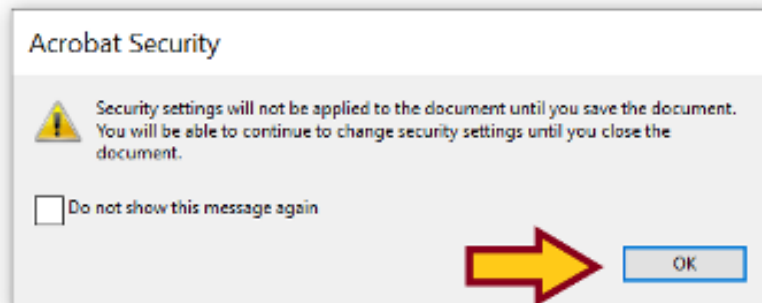 Acrobat Security
Security settings will not be applied to the document until you save the document.
You will be able to continue to change security settings until you close the
document.
Do not show this message again
OK